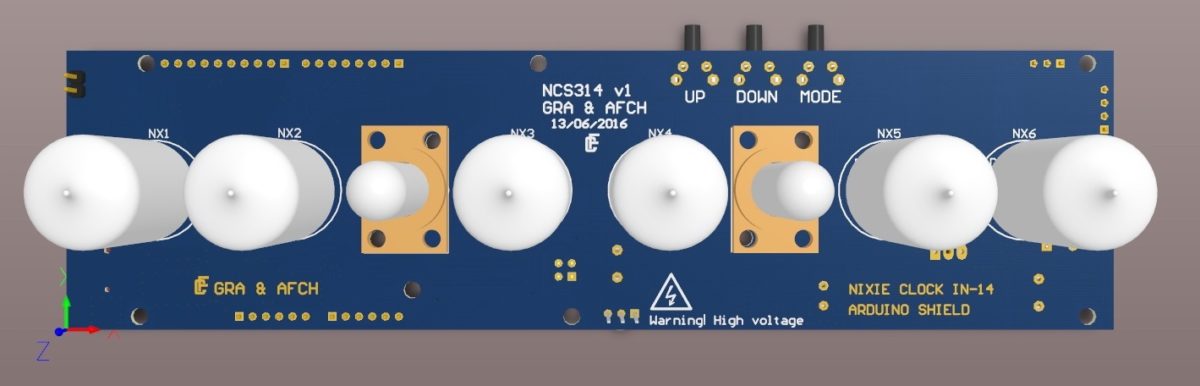 NCS314 v1
GRA & AFCH
13/06/2016
UP DOWN MODE
NX1 NX2 NX3 NX4 NX5 NX6
GRA & AFCH
Warning! High voltage
NIXIE CLOCK IN-14
ARDUINO SHIELD
X
Z